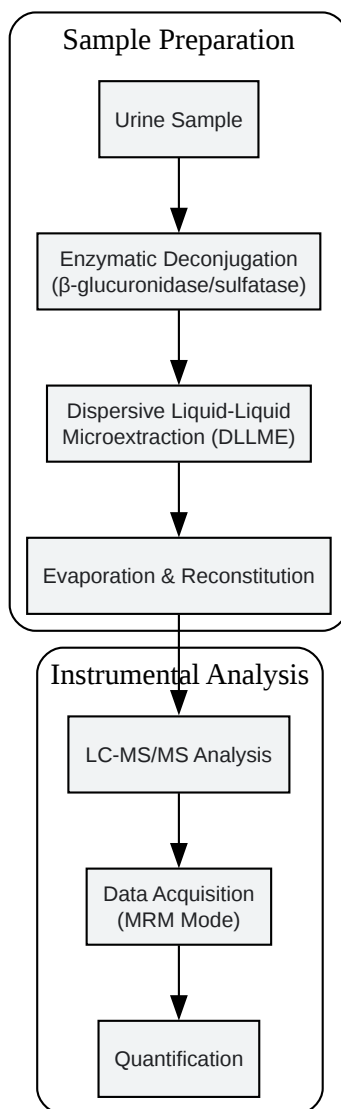 Sample Preparation
Urine Sample
Enzymatic Deconjugation
(β-glucuronidase/sulfatase)
Dispersive Liquid-Liquid
Microextraction (DLLME)
Evaporation & Reconstitution
Instrumental Analysis
LC-MS/MS Analysis
Data Acquisition
(MRM Mode)
Quantification